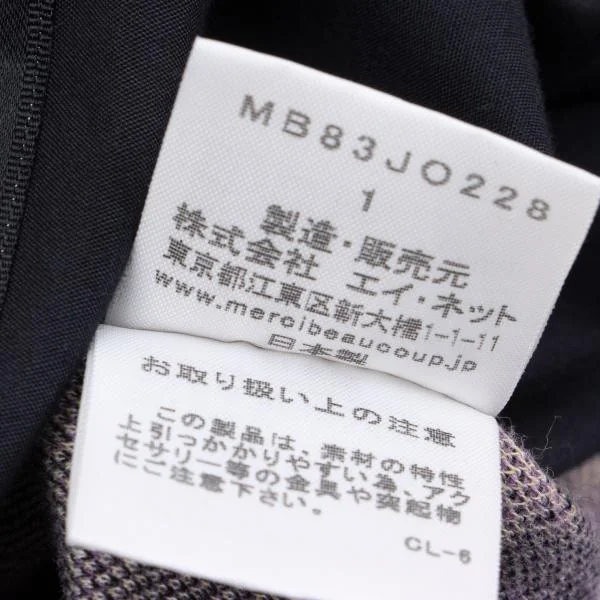 MB83JO228
1
製造・販売元
株式会社 エイ・ネット
東京都江東区新大橋1-1-11
www.mercibeaucoup.jp
日本製
お取り扱い上の注意
この製品は、素材の特性
上引っかかりやすい為、アク
セサリー等の金具や突起物
にご注意下さい。
CL-6